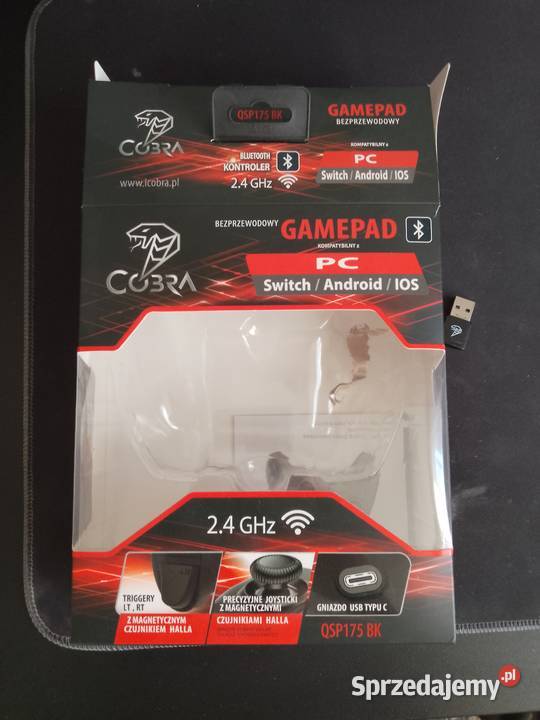 QSP175 BK
COBRA
www.icobra.pl
BLUETOOTH
KONTROLER
2.4 GHz
GAMEPAD
BEZPRZEWODOWY
KOMPATYBILNY z
PC
Switch / Android / IOS
BEZPRZEWODOWY GAMEPAD
KOMPATYBILNY z
PC
Switch / Android / IOS
COBRA
2.4 GHz
TRIGGERY
LT , RT
Z MAGNETYCZNYM
CZUJNIKIEM HALLA
PRECYZYJNE JOYSTICKI
Z MAGNETYCZNYMI
CZUJNIKAMI HALLA
GNIAZDO USB TYPU C
QSP175 BK
Sprzedajemy.pl